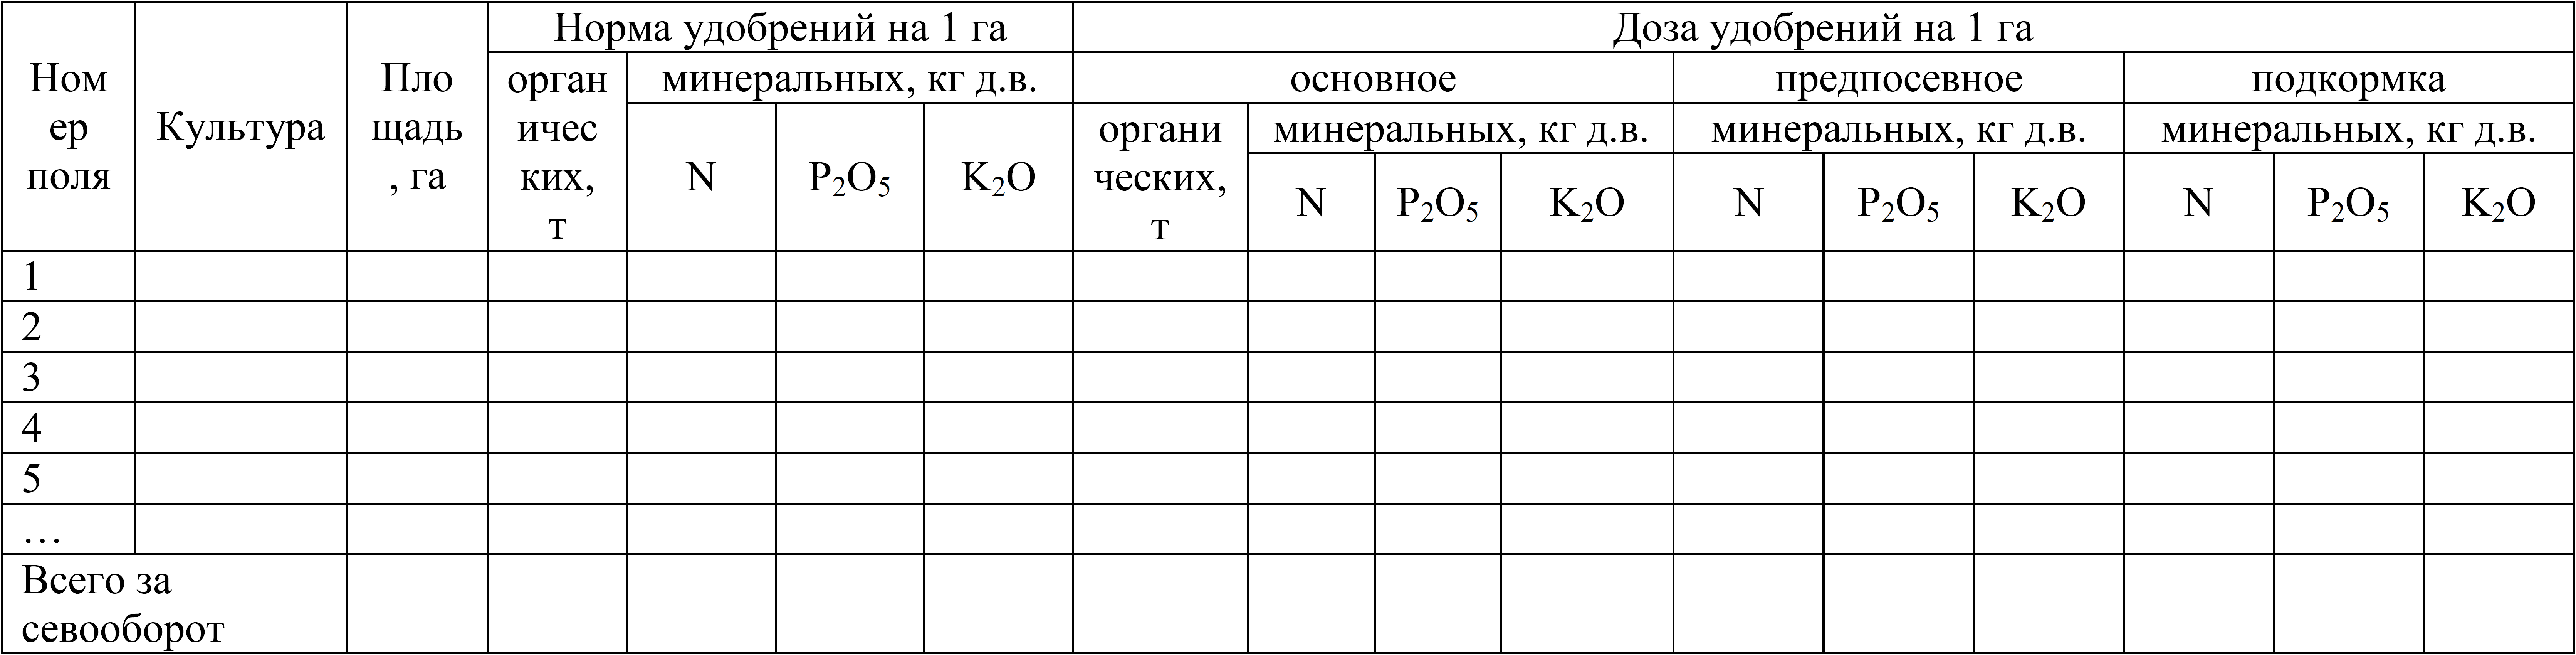 Норма удобрений на 1 га
Доза удобрений на 1 га
Ном
ер
поля
Культура
Пло
щадь
, га
орган
ичес
ких,
т
минеральных, кг д.в.
основное
предпосевное
подкормка
N
P₂O₅
K₂O
органи
ческих,
т
минеральных, кг д.в.
минеральных, кг д.в.
минеральных, кг д.в.
N
P₂O₅
K₂O
N
P₂O₅
K₂O
N
P₂O₅
K₂O
1
2
3
4
5
…
Всего за
севооборот